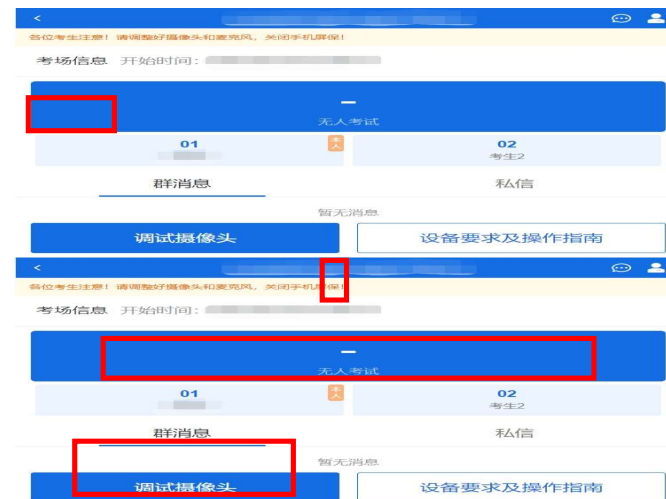 各位考生注意！请调整好摄像头和麦克风，关闭手机屏保！
考场信息 开始时间：
无人考试
01 本人 02
考生2
群消息 私信
暂无消息
调试摄像头 设备要求及操作指南
各位考生注意！请调整好摄像头和麦克风，关闭手机屏保！
考场信息 开始时间：
无人考试
01 本人 02
考生2
群消息 私信
暂无消息
调试摄像头 设备要求及操作指南